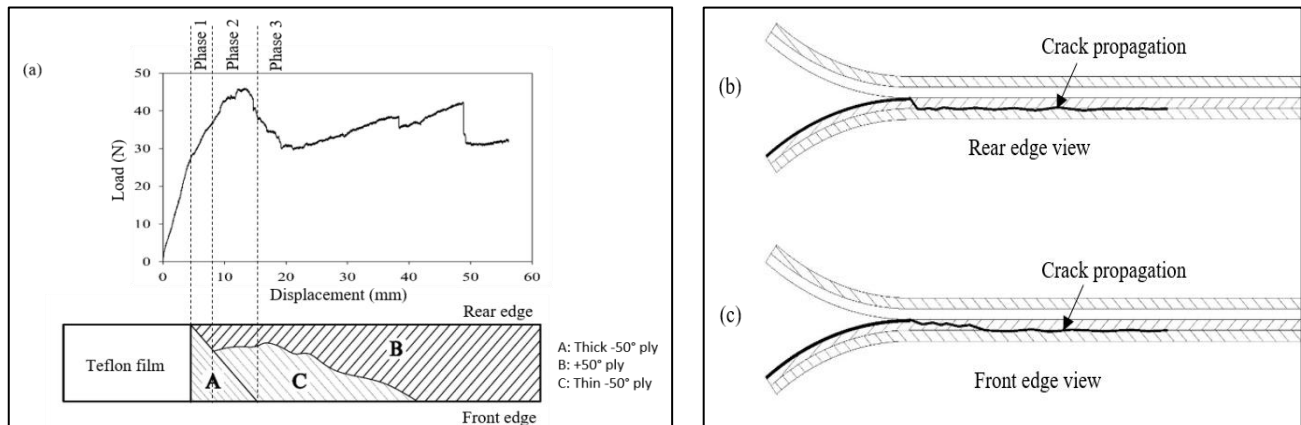 (a)
Phase 1
Phase 2
Phase 3
Load (N)
50
40
30
20
10
0
0 10 20 30 40 50 60
Displacement (mm)
Rear edge
Teflon film
A
B
C
A: Thick -50° ply
B: +50° ply
C: Thin -50° ply
Front edge
(b)
Crack propagation
Rear edge view
(c)
Crack propagation
Front edge view